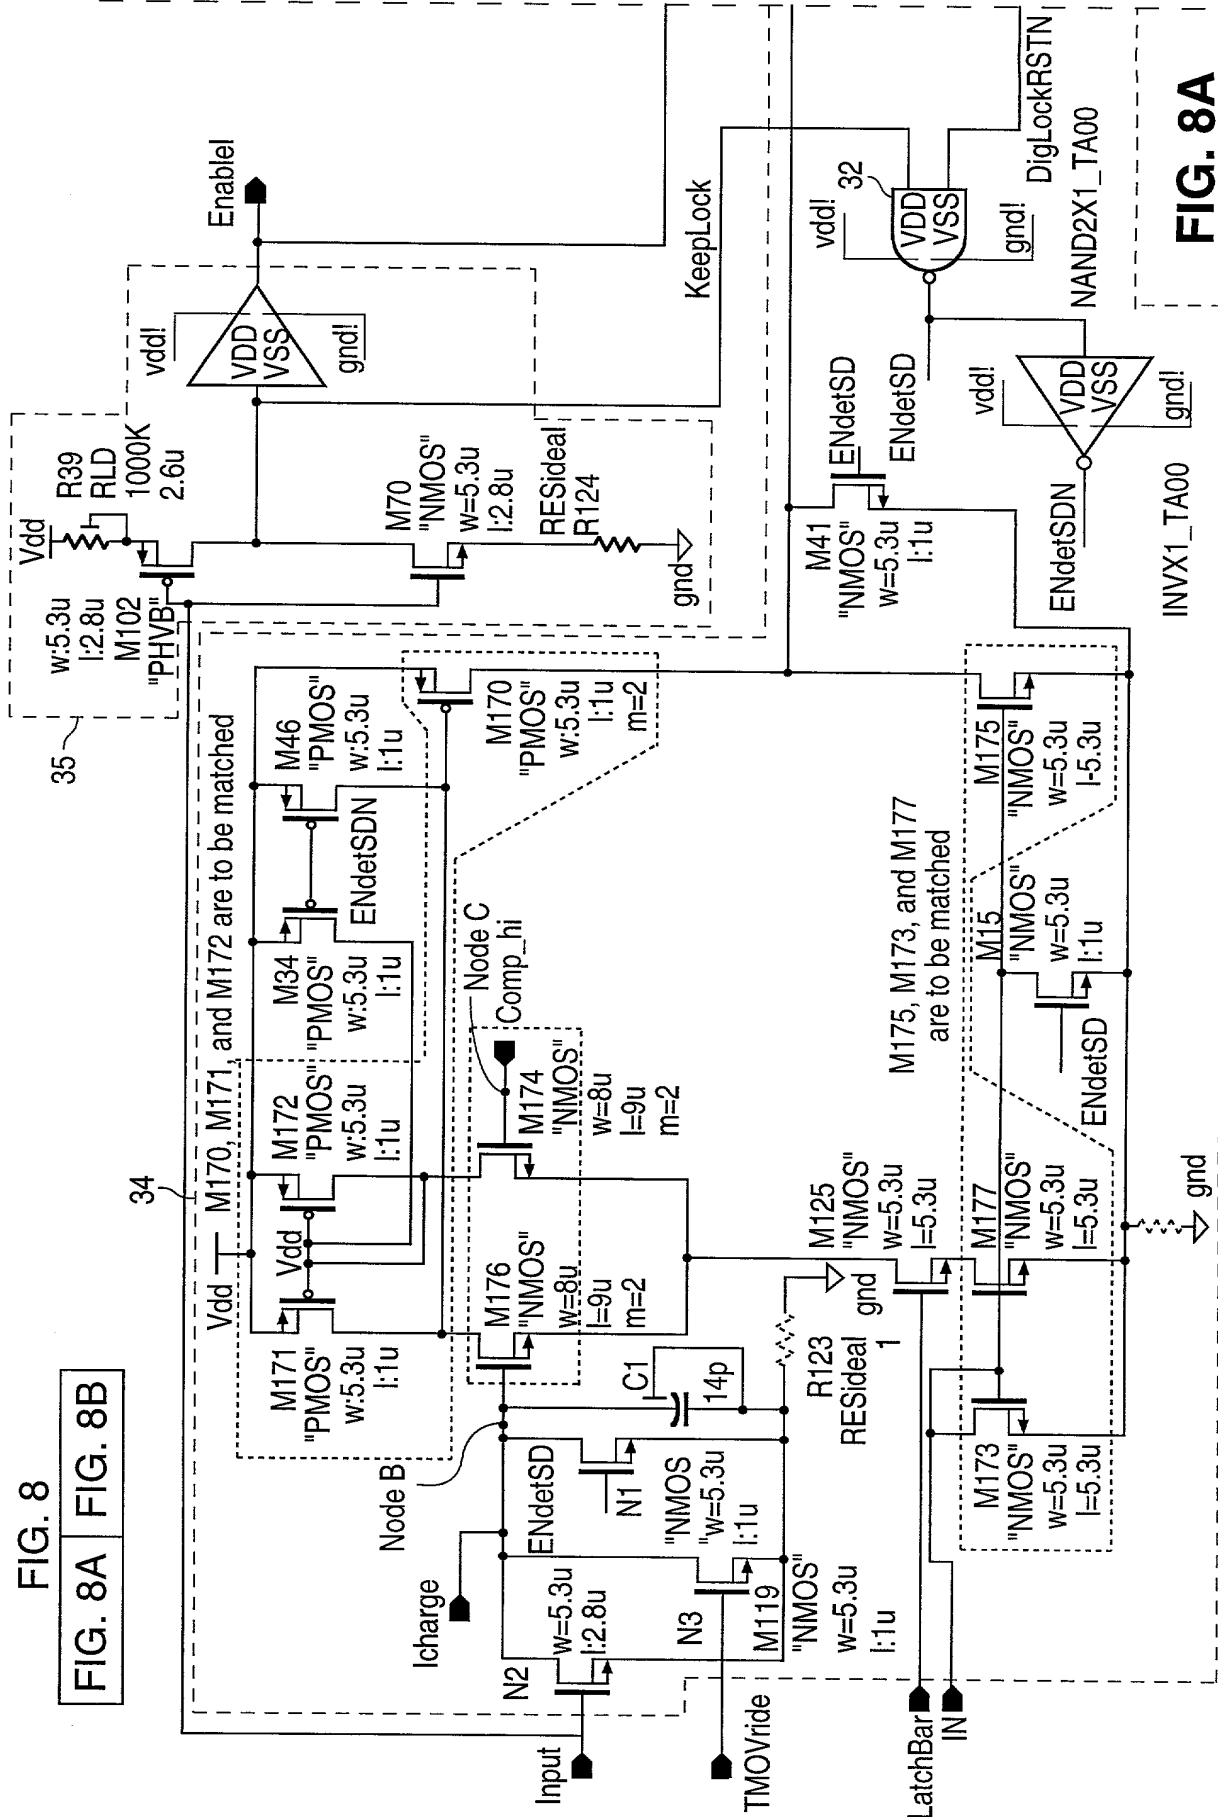 FIG. 8
FIG. 8A FIG. 8B
35
w:5.3u
l:2.8u
M102
"PHVB"
Vdd
R39
RLD
1000K
2.6u
vdd!
VDD
VSS
gnd!
EnableI
M70
"NMOS"
w=5.3u
l:2.8u
RESideal
R124
gnd
KeepLock
34
M170, M171, and M172 are to be matched
Vdd
M171
"PMOS"
w:5.3u
l:1u
Vdd
M172
"PMOS"
w:5.3u
l:1u
M34
"PMOS"
w:5.3u
l:1u
ENdetSDN
M46
"PMOS"
w:5.3u
l:1u
M170
"PMOS"
w:5.3u
l:1u
m=2
Node C
Comp_hi
M176
"NMOS"
w=8u
l=9u
m=2
M174
"NMOS"
w=8u
l=9u
m=2
Node B
Icharge
Input
N2
w=5.3u
l:2.8u
TMOVride
N3
M119
"NMOS"
w=5.3u
l:1u
ENdetSD
N1
"NMOS
"w=5.3u
l:1u
C1
14p
R123
RESideal
1
gnd
M125
"NMOS"
w=5.3u
l=5.3u
LatchBar
IN
M173
"NMOS"
w=5.3u
l=5.3u
M177
"NMOS"
w=5.3u
l=5.3u
gnd
M175, M173, and M177
are to be matched
M15
"NMOS"
w=5.3u
l:1u
ENdetSD
M175
"NMOS"
w=5.3u
l-5.3u
M41
"NMOS"
w=5.3u
l:1u
ENdetSD
ENdetSD
vdd!
32
VDD
VSS
gnd!
NAND2X1_TA00
DigLockRSTN
vdd!
VDD
VSS
gnd!
ENdetSDN
INVX1_TA00
FIG. 8A